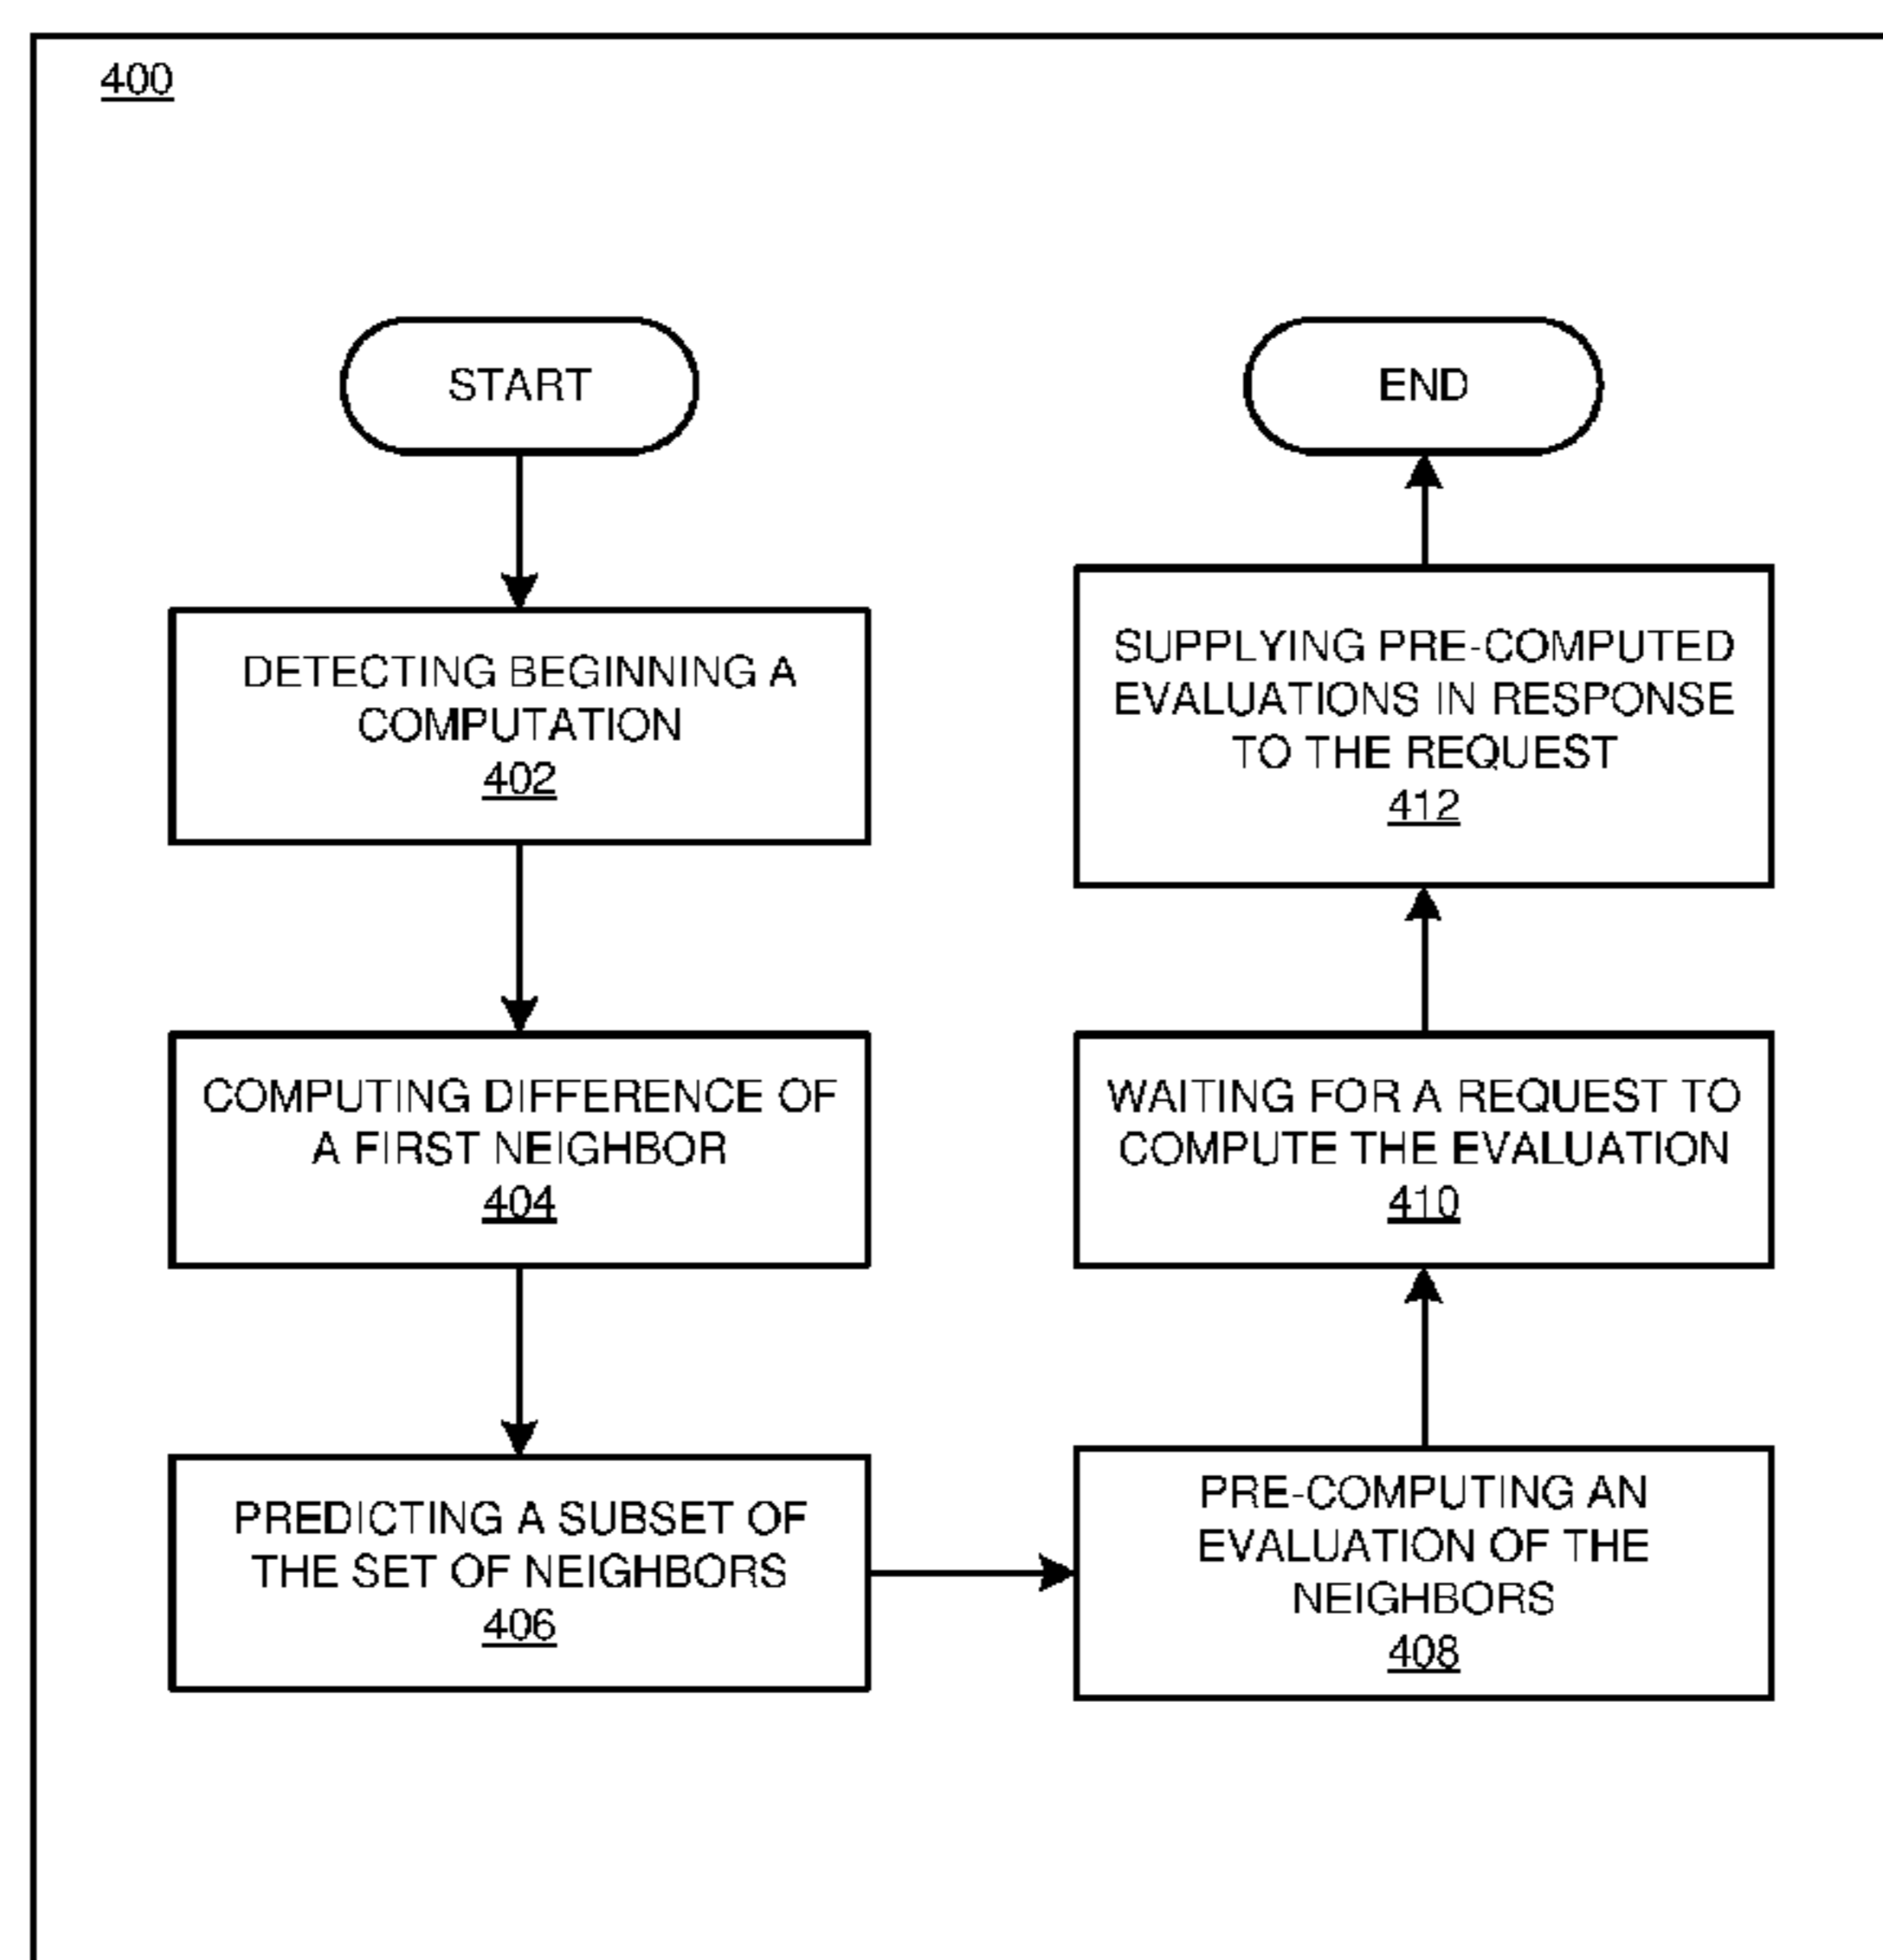 400
START
DETECTING BEGINNING A
COMPUTATION
402
COMPUTING DIFFERENCE OF
A FIRST NEIGHBOR
404
PREDICTING A SUBSET OF
THE SET OF NEIGHBORS
406
PRE-COMPUTING AN
EVALUATION OF THE
NEIGHBORS
408
WAITING FOR A REQUEST TO
COMPUTE THE EVALUATION
410
SUPPLYING PRE-COMPUTED
EVALUATIONS IN RESPONSE
TO THE REQUEST
412
END